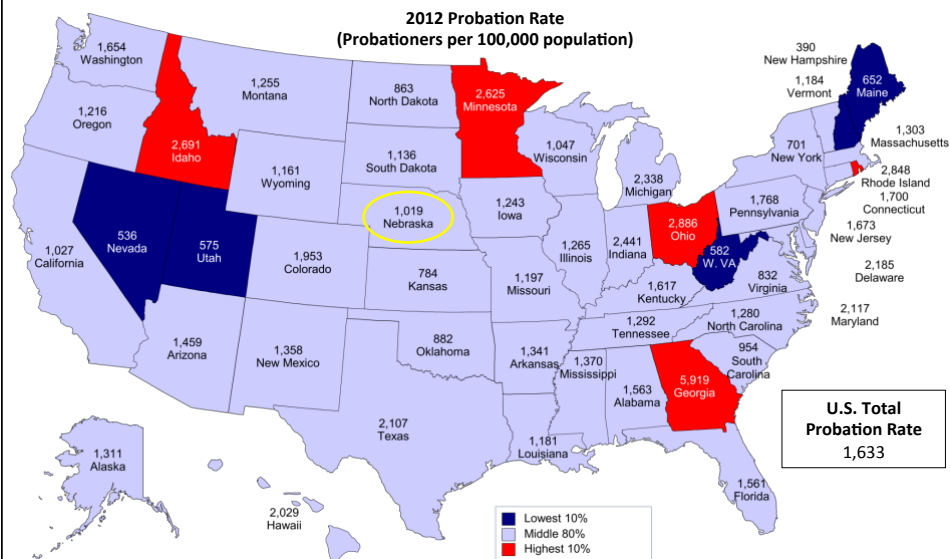 2012 Probation Rate
(Probationers per 100,000 population)
1,654
Washington
1,216
Oregon
1,027
California
536
Nevada
2,691
Idaho
1,255
Montana
1,161
Wyoming
575
Utah
1,953
Colorado
1,459
Arizona
1,358
New Mexico
863
North Dakota
1,136
South Dakota
1,019
Nebraska
784
Kansas
882
Oklahoma
2,107
Texas
2,625
Minnesota
1,243
Iowa
1,197
Missouri
1,341
Arkansas
1,181
Louisiana
1,047
Wisconsin
1,265
Illinois
2,338
Michigan
2,441
Indiana
2,886
Ohio
1,617
Kentucky
1,292
Tennessee
1,370
Mississippi
1,563
Alabama
5,919
Georgia
1,561
Florida
954
South
Carolina
1,280
North Carolina
832
Virginia
582
W. VA
1,768
Pennsylvania
701
New York
390
New Hampshire
1,184
Vermont
652
Maine
1,303
Massachusetts
2,848
Rhode Island
1,700
Connecticut
1,673
New Jersey
2,185
Delaware
2,117
Maryland
1,311
Alaska
2,029
Hawaii
U.S. Total
Probation Rate
1,633
Lowest 10%
Middle 80%
Highest 10%